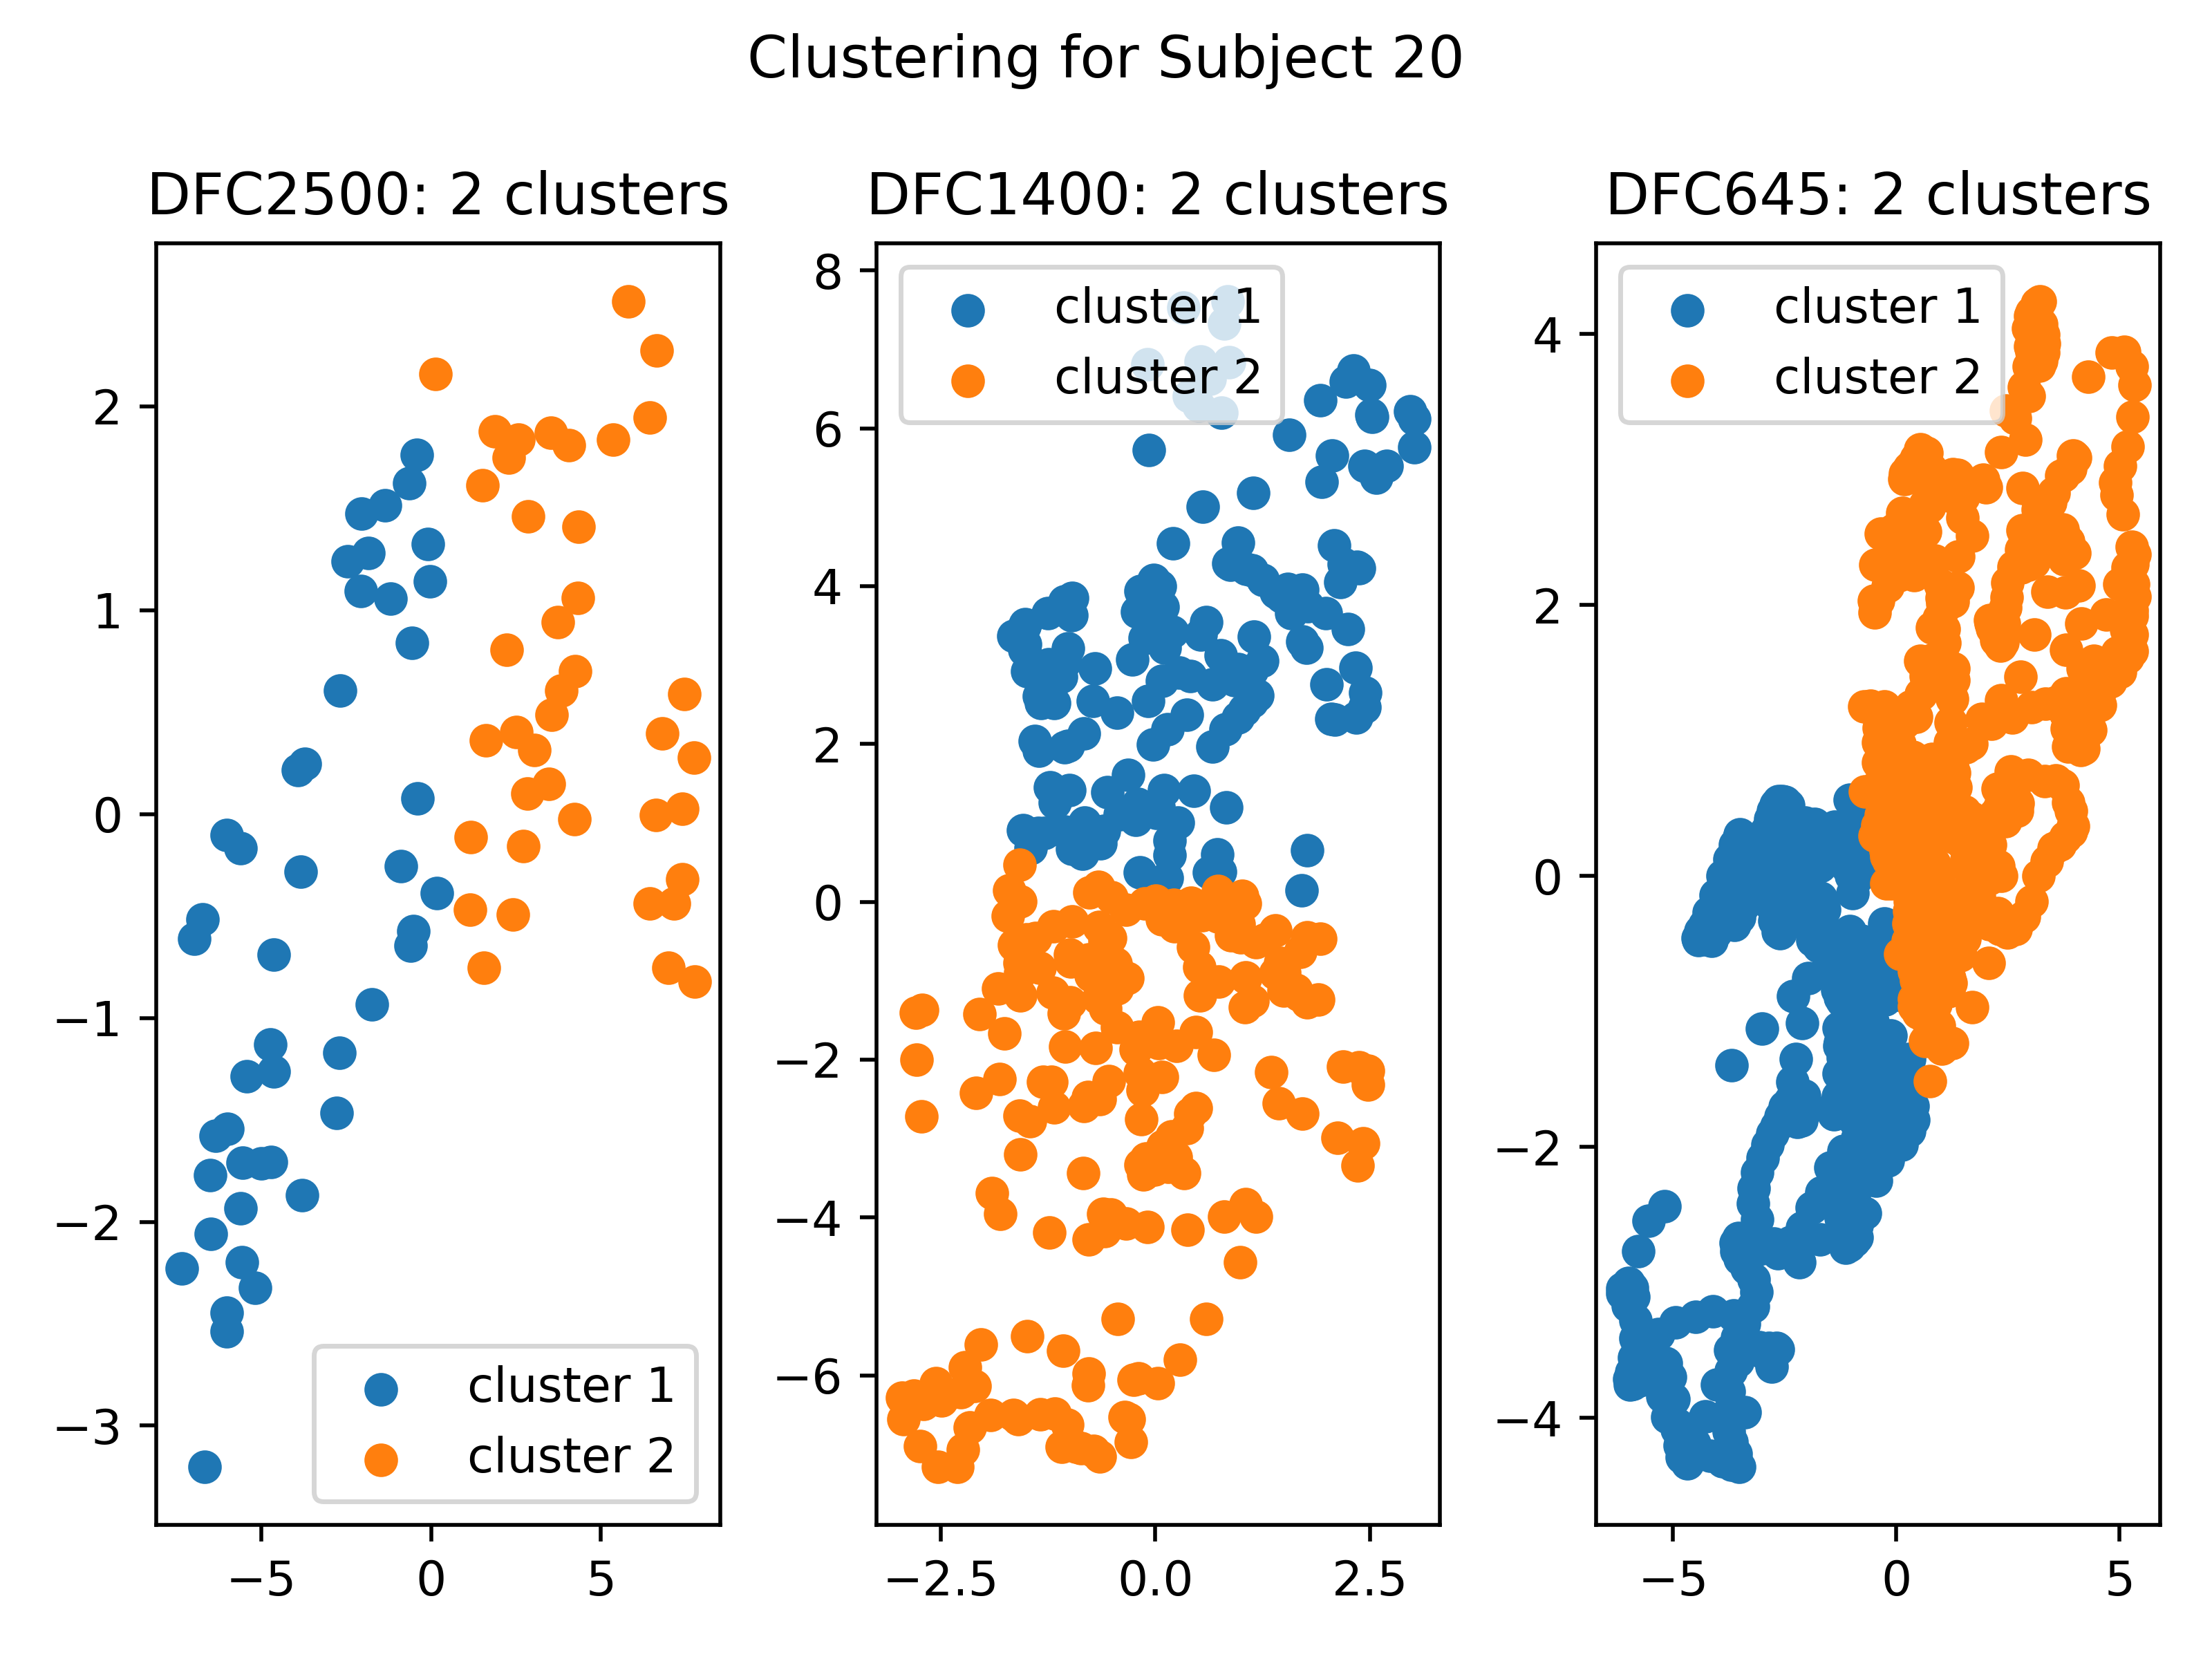 Clustering for Subject 20
DFC2500: 2 clusters
2
1
0
−1
−2
−3
−5
0
5
cluster 1
cluster 2
DFC1400: 2 clusters
8
6
4
2
0
−2
−4
−6
−2.5
0.0
2.5
cluster 1
cluster 2
DFC645: 2 clusters
4
2
0
−2
−4
−5
0
5
cluster 1
cluster 2